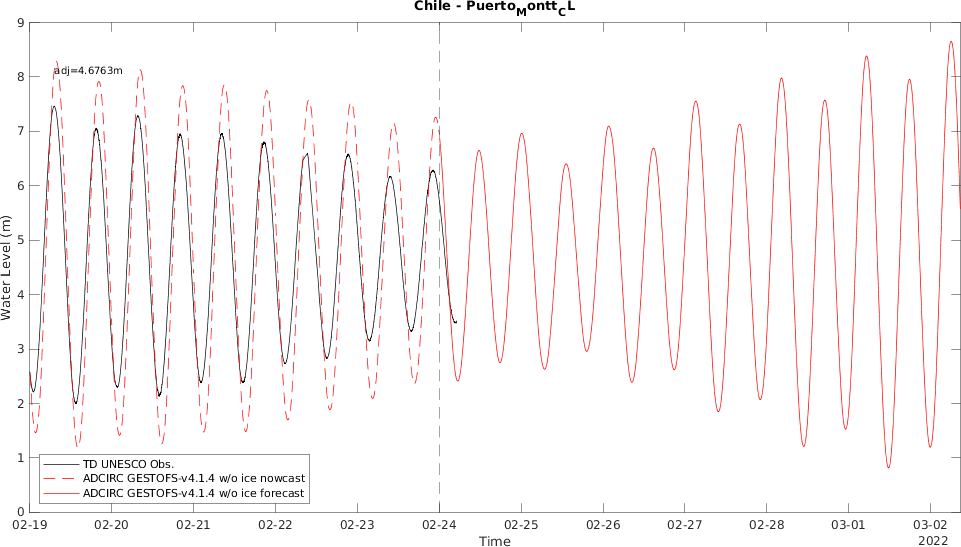 Chile - Puerto_Montt_CL
9
8
7
6
5
4
3
2
1
0
Water Level (m)
adj=4.6763m
TD UNESCO Obs.
ADCIRC GESTOFS-v4.1.4 w/o ice nowcast
ADCIRC GESTOFS-v4.1.4 w/o ice forecast
02-19 02-20 02-21 02-22 02-23 02-24 02-25 02-26 02-27 02-28 03-01 03-02
Time
2022